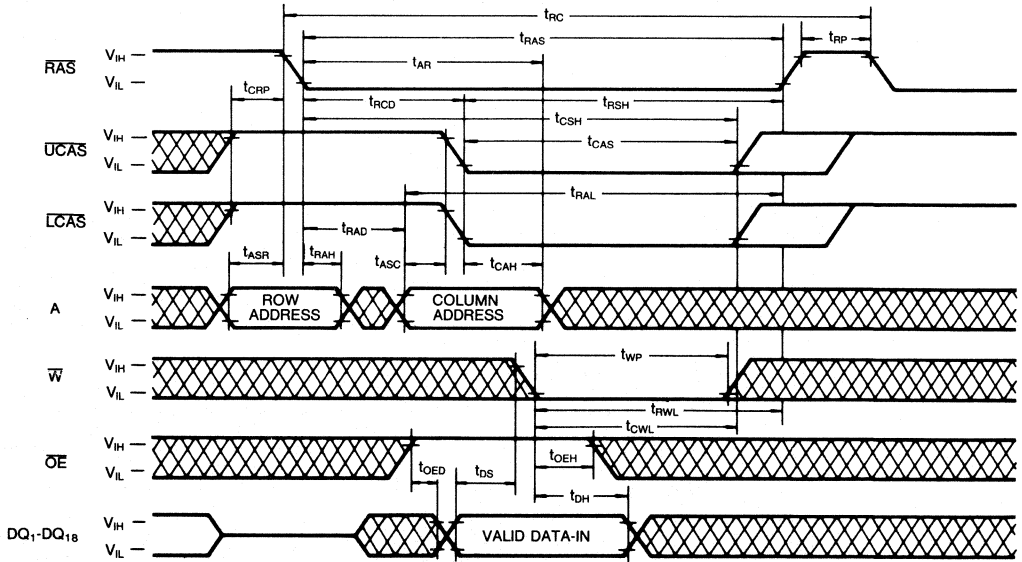 tRC
tRAS
tRP
VIH
RAS
tAR
VIL
tCRP
tRCD
tRSH
tCSH
VIH
UCAS
tCAS
VIL
tRAL
VIH
LCAS
tRAD
VIL
tASR
tRAH
tASC
tCAH
VIH
A
ROW ADDRESS
COLUMN ADDRESS
VIL
tWP
VIH
W
VIL
tRWL
tCWL
VIH
OE
tOEH
VIL
tOED
tDS
tDH
VIH
DQ1-DQ18
VALID DATA-IN
VIL